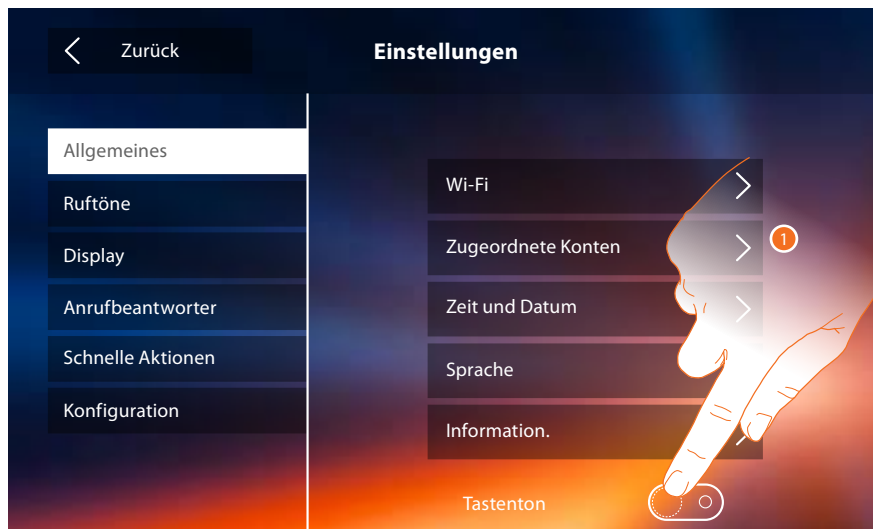 Zurück
Einstellungen
Allgemeines
Ruftöne
Display
Anrufbeantworter
Schnelle Aktionen
Konfiguration
Wi-Fi
Zugeordnete Konten
1
Zeit und Datum
Sprache
Information.
Tastenton